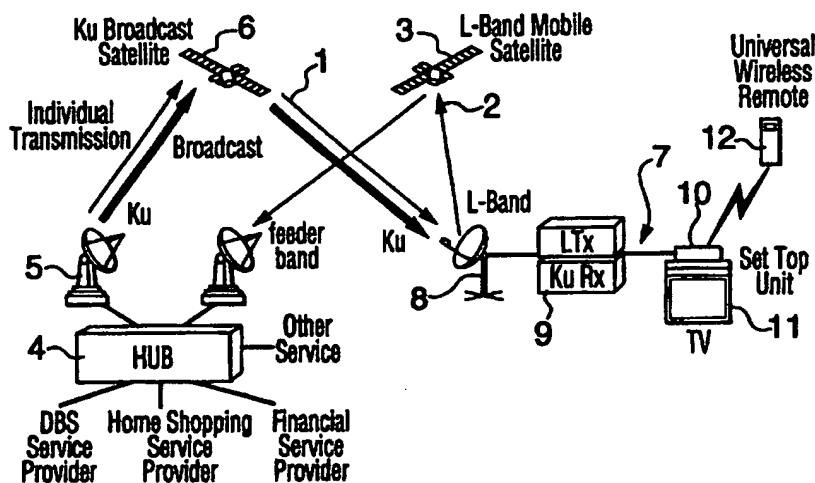 6
Ku Broadcast
Satellite
1
3
L-Band Mobile
Satellite
Universal
Wireless
Remote
12
Individual
Transmission
Broadcast
2
Ku
feeder
band
5
L-Band
Ku
8
LTx
Ku Rx
9
7
10
Set Top
Unit
11
TV
4
HUB
Other
Service
DBS
Service
Provider
Home Shopping
Service
Provider
Financial
Service
Provider